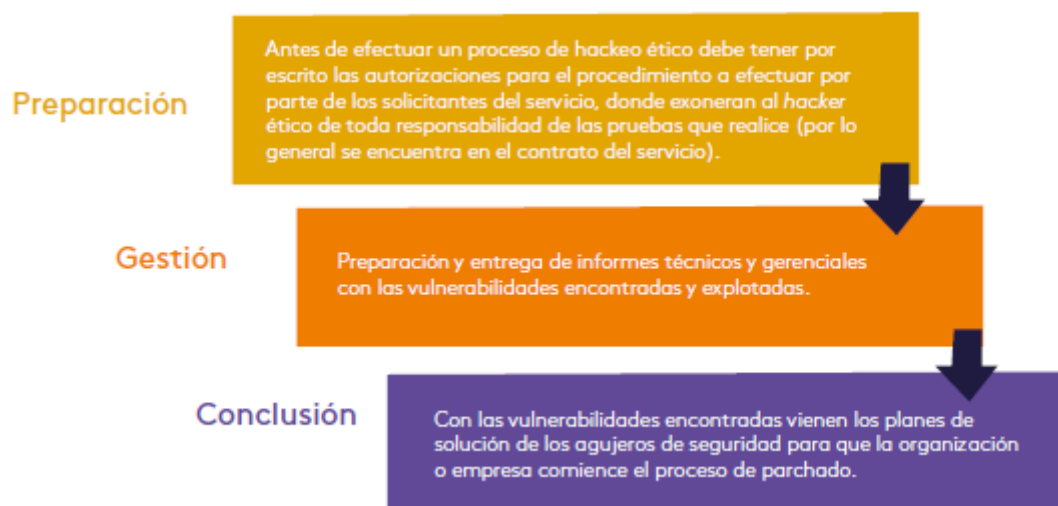 Preparación
Antes de efectuar un proceso de hackeo ético debe tener por
escrito las autorizaciones para el procedimiento a efectuar por
parte de los solicitantes del servicio, donde exoneran al hacker
ético de toda responsabilidad de las pruebas que realice (por lo
general se encuentra en el contrato del servicio).
Gestión
Preparación y entrega de informes técnicos y gerenciales
con las vulnerabilidades encontradas y explotadas.
Conclusión
Con las vulnerabilidades encontradas vienen los planes de
solución de los agujeros de seguridad para que la organización
o empresa comience el proceso de parchado.